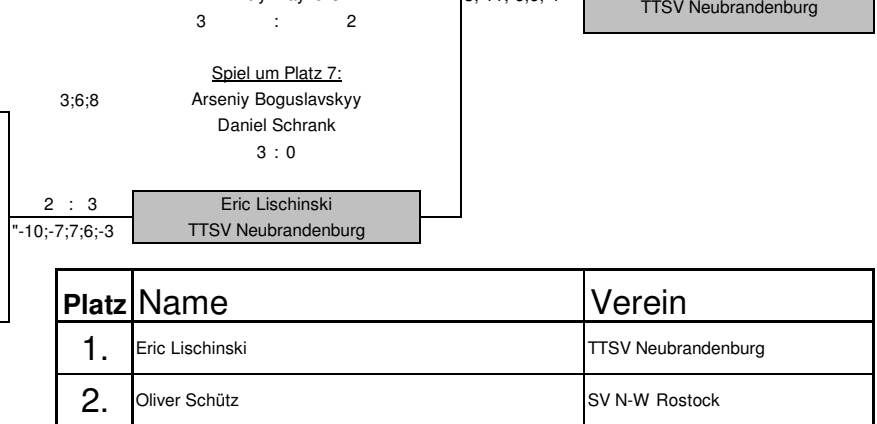 TTSV Neubrandenburg
3 : 2
Spiel um Platz 7:
3;6;8
Arseniy Boguslavskyy
Daniel Schrank
3 : 0
2 : 3
Eric Lischinski
"-10;-7;7;6;-3
TTSV Neubrandenburg
Platz Name Verein
1. Eric Lischinski TTSV Neubrandenburg
2. Oliver Schütz SV N-W Rostock